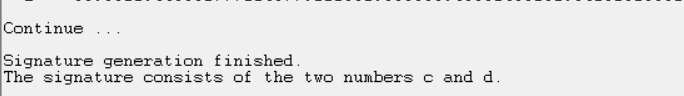 Continue ...
Signature generation finished.
The signature consists of the two numbers c and d.